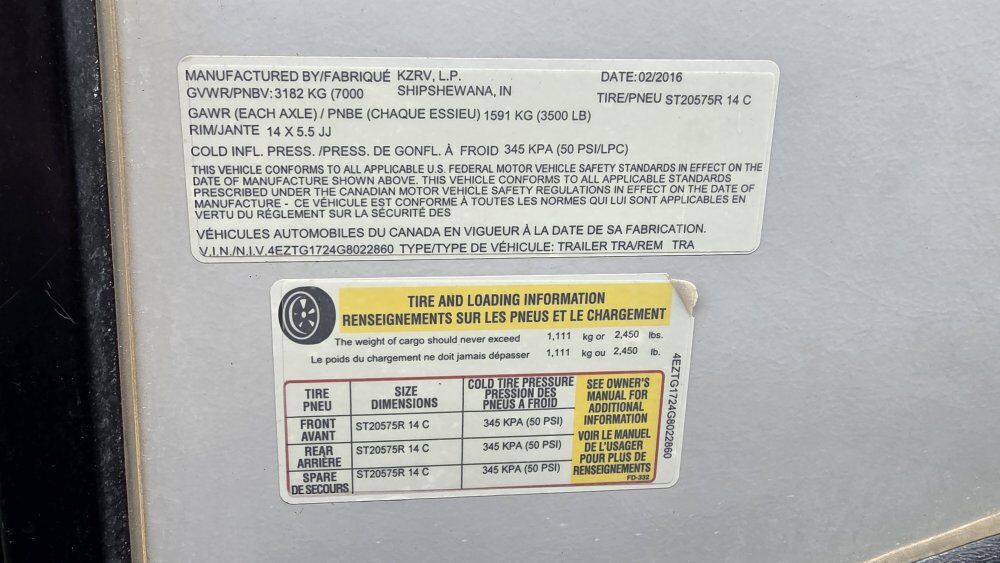 MANUFACTURED BY/FABRIQUÉ KZRV, L.P. DATE:02/2016
GVWR/PNBV:3182 KG (7000 SHIPSHEWANA, IN TIRE/PNEU ST20575R 14 C
GAWR (EACH AXLE) / PNBE (CHAQUE ESSIEU) 1591 KG (3500 LB)
RIM/JANTE 14 X 5.5 JJ
COLD INFL. PRESS. /PRESS. DE GONFL. À FROID 345 KPA (50 PSI/LPC)
THIS VEHICLE CONFORMS TO ALL APPLICABLE U.S. FEDERAL MOTOR VEHICLE SAFETY STANDARDS IN EFFECT ON THE
DATE OF MANUFACTURE SHOWN ABOVE. THIS VEHICLE CONFORMS TO ALL APPLICABLE STANDARDS
PRESCRIBED UNDER THE CANADIAN MOTOR VEHICLE SAFETY REGULATIONS IN EFFECT ON THE DATE OF
MANUFACTURE - CE VÉHICULE EST CONFORME À TOUTES LES NORMES QUI LUI SONT APPLICABLES EN
VERTU DU RÉGLEMENT SUR LA SÉCURITÉ DES
VÉHICULES AUTOMOBILES DU CANADA EN VIGUEUR À LA DATE DE SA FABRICATION.
V.I.N./N.I.V.4EZTG1724G8022860 TYPE/TYPE DE VÉHICULE: TRAILER TRA/REM TRA
TIRE AND LOADING INFORMATION
RENSEIGNEMENTS SUR LES PNEUS ET LE CHARGEMENT
The weight of cargo should never exceed 1,111 kg or 2,450 lbs.
Le poids du chargement ne doit jamais dépasser 1,111 kg ou 2,450 lb.
TIRE
PNEU
SIZE
DIMENSIONS
COLD TIRE PRESSURE
PRESSION DES
PNEUS A FROID
FRONT
AVANT
ST20575R 14 C
345 KPA (50 PSI)
REAR
ARRIÈRE
ST20575R 14 C
345 KPA (50 PSI)
SPARE
DE SECOURS
ST20575R 14 C
345 KPA (50 PSI)
SEE OWNER'S
MANUAL FOR
ADDITIONAL
INFORMATION
VOIR LE MANUEL
DE L'USAGER
POUR PLUS DE
RENSEIGNEMENTS
FD-332
4EZTG1724G8022860